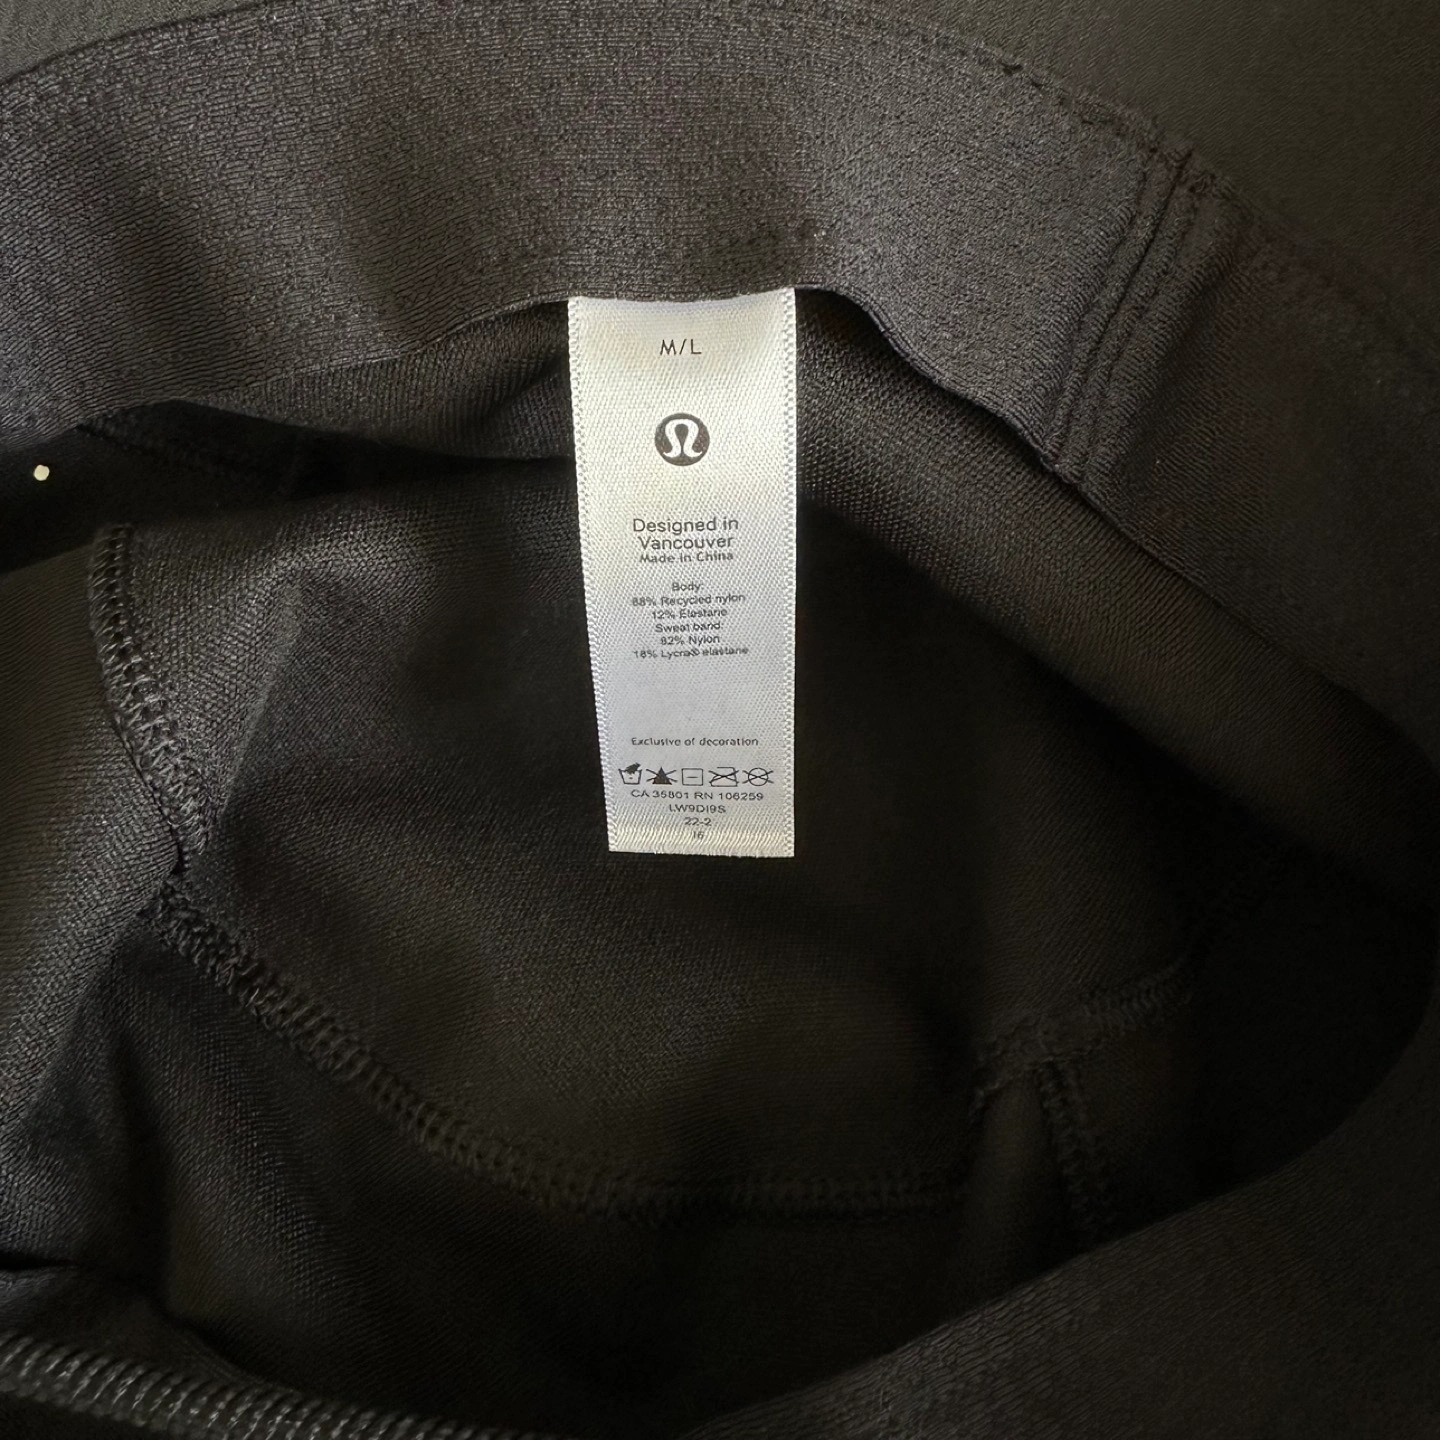 M/L
Designed in
Vancouver
Made in China
Body:
88% Recycled nylon
12% Elastane
Sweat band:
82% Nylon
18% Lycra® elastane
Exclusive of decoration
CA 35801 RN 106259
LW9DI9S
22-2
16